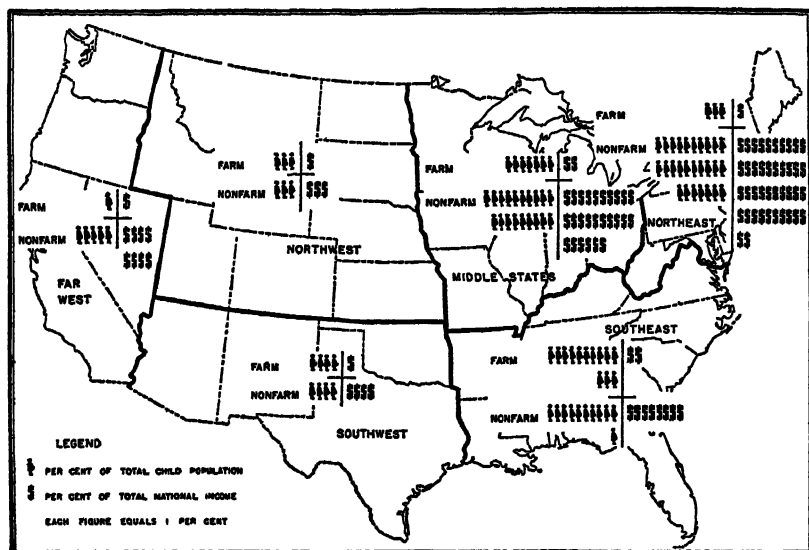 FARM
NONFARM
NORTHEAST
FARM
NONFARM
MIDDLE STATES
FARM
NONFARM
NORTHWEST
FARM
NONFARM
FAR
WEST
SOUTHEAST
FARM
NONFARM
FARM
NONFARM
SOUTHWEST
LEGEND
PER CENT OF TOTAL CHILD POPULATION
$ PER CENT OF TOTAL NATIONAL INCOME
EACH FIGURE EQUALS 1 PER CENT